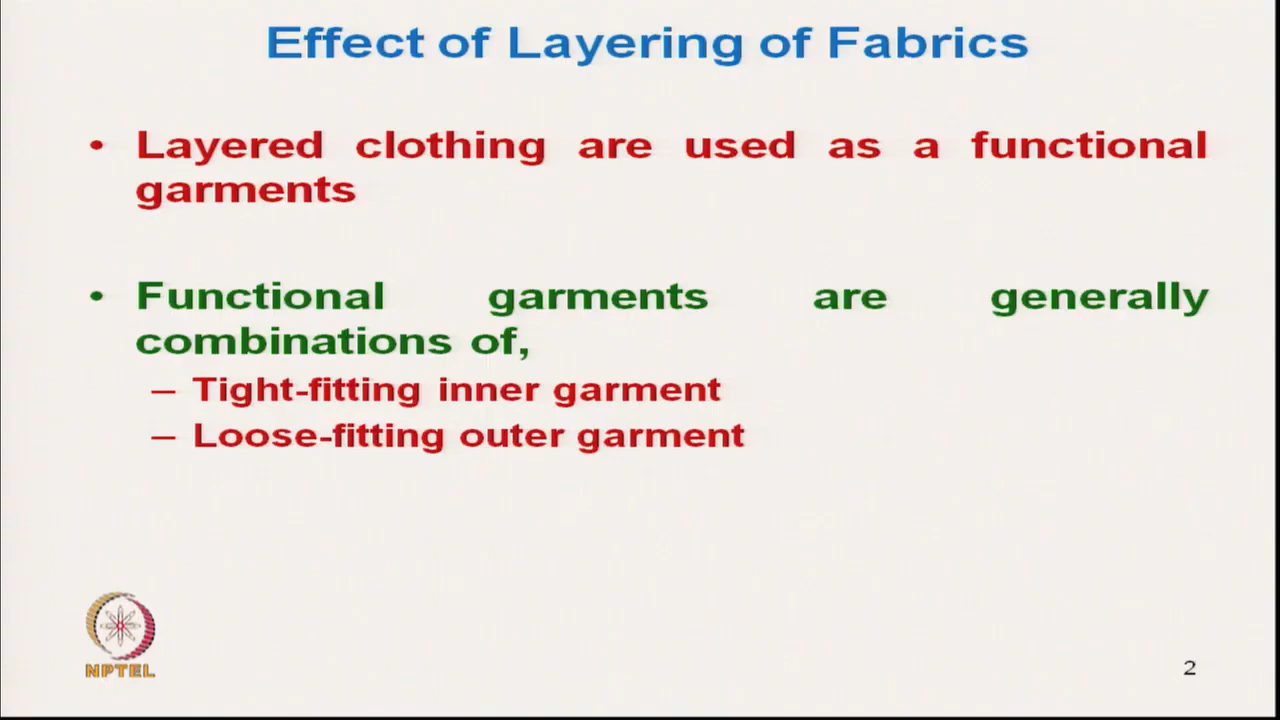 Effect of Layering of Fabrics
• Layered clothing are used as a functional
garments
• Functional garments are generally
combinations of,
– Tight-fitting inner garment
– Loose-fitting outer garment
NPTEL
2